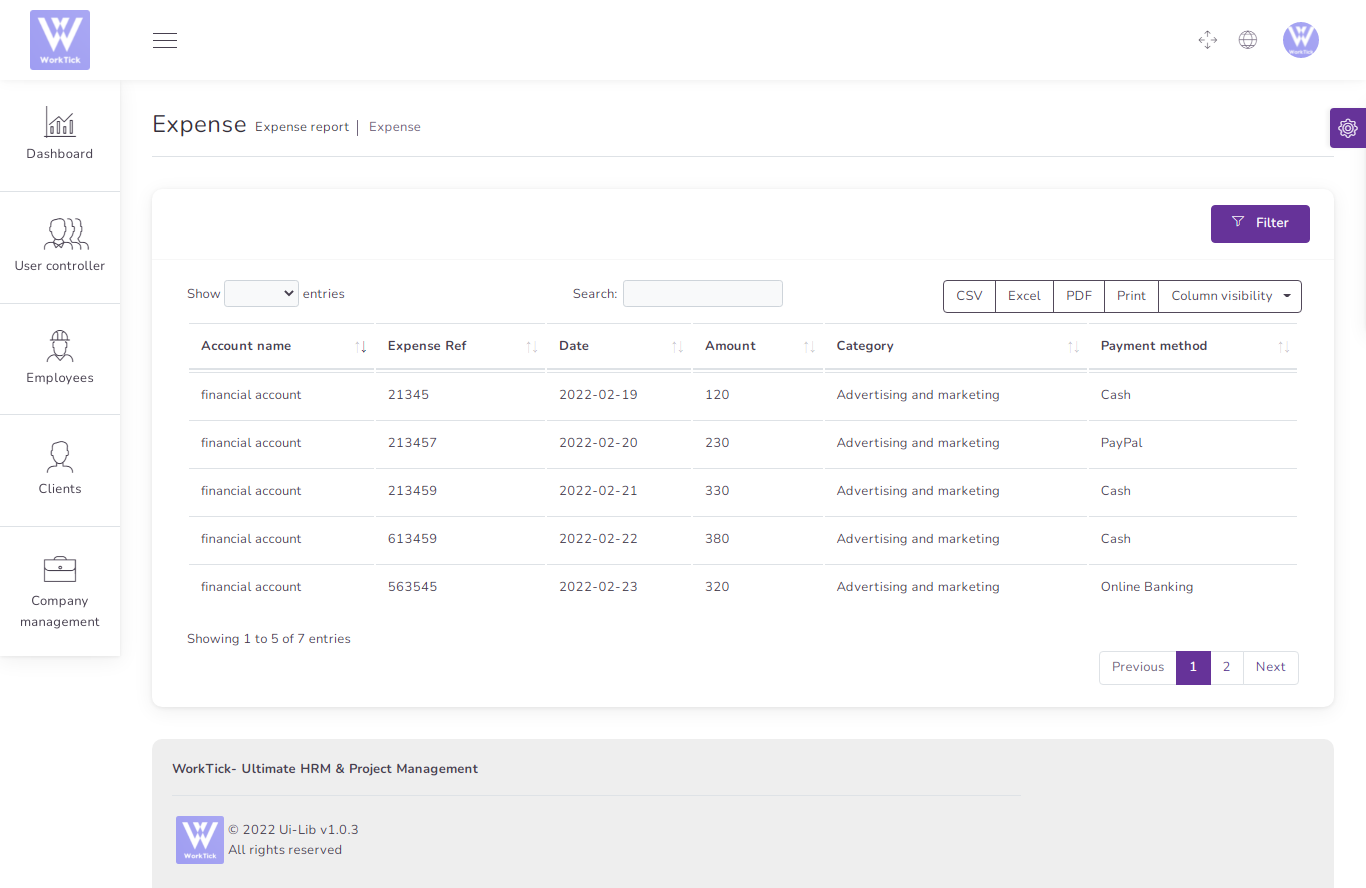 WorkTick
Dashboard
User controller
Employees
Clients
Company
management
Expense Expense report | Expense
Filter
Show entries Search: CSV Excel PDF Print Column visibility
Account name Expense Ref Date Amount Category Payment method
financial account 21345 2022-02-19 120 Advertising and marketing Cash
financial account 213457 2022-02-20 230 Advertising and marketing PayPal
financial account 213459 2022-02-21 330 Advertising and marketing Cash
financial account 613459 2022-02-22 380 Advertising and marketing Cash
financial account 563545 2022-02-23 320 Advertising and marketing Online Banking
Showing 1 to 5 of 7 entries
Previous 1 2 Next
WorkTick- Ultimate HRM & Project Management
WorkTick
© 2022 Ui-Lib v1.0.3
All rights reserved